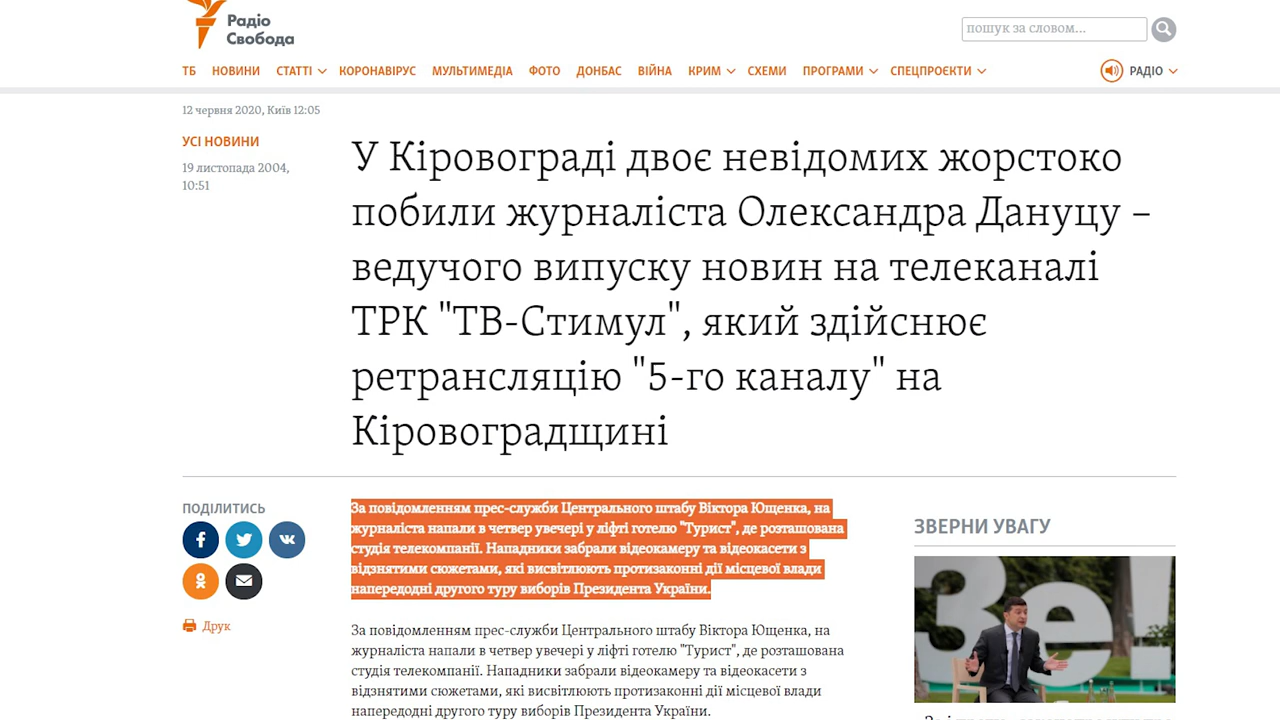 Радіо
Свобода
пошук за словом...
ТБ НОВИНИ СТАТТІ КОРОНАВІРУС МУЛЬТИМЕДІА ФОТО ДОНБАС ВІЙНА КРИМ СХЕМИ ПРОГРАМИ СПЕЦПРОЄКТИ РАДІО
12 червня 2020, Київ 12:05
УСІ НОВИНИ
19 листопада 2004,
10:51
У Кіровограді двоє невідомих жорстоко
побили журналіста Олександра Дануцу –
ведучого випуску новин на телеканалі
ТРК "ТВ-Стимул", який здійснює
ретрансляцію "5-го каналу" на
Кіровоградщині
ПОДІЛИТИСЬ
Друк
За повідомленням прес-служби Центрального штабу Віктора Ющенка, на
журналіста напали в четвер увечері у ліфті готелю "Турист", де розташована
студія телекомпанії. Нападники забрали відеокамеру та відеокасети з
відзнятими сюжетами, які висвітлюють протизаконні дії місцевої влади
напередодні другого туру виборів Президента України.
За повідомленням прес-служби Центрального штабу Віктора Ющенка, на
журналіста напали в четвер увечері у ліфті готелю "Турист", де розташована
студія телекомпанії. Нападники забрали відеокамеру та відеокасети з
відзнятими сюжетами, які висвітлюють протизаконні дії місцевої влади
напередодні другого туру виборів Президента України.
ЗВЕРНИ УВАГУ
Зе!